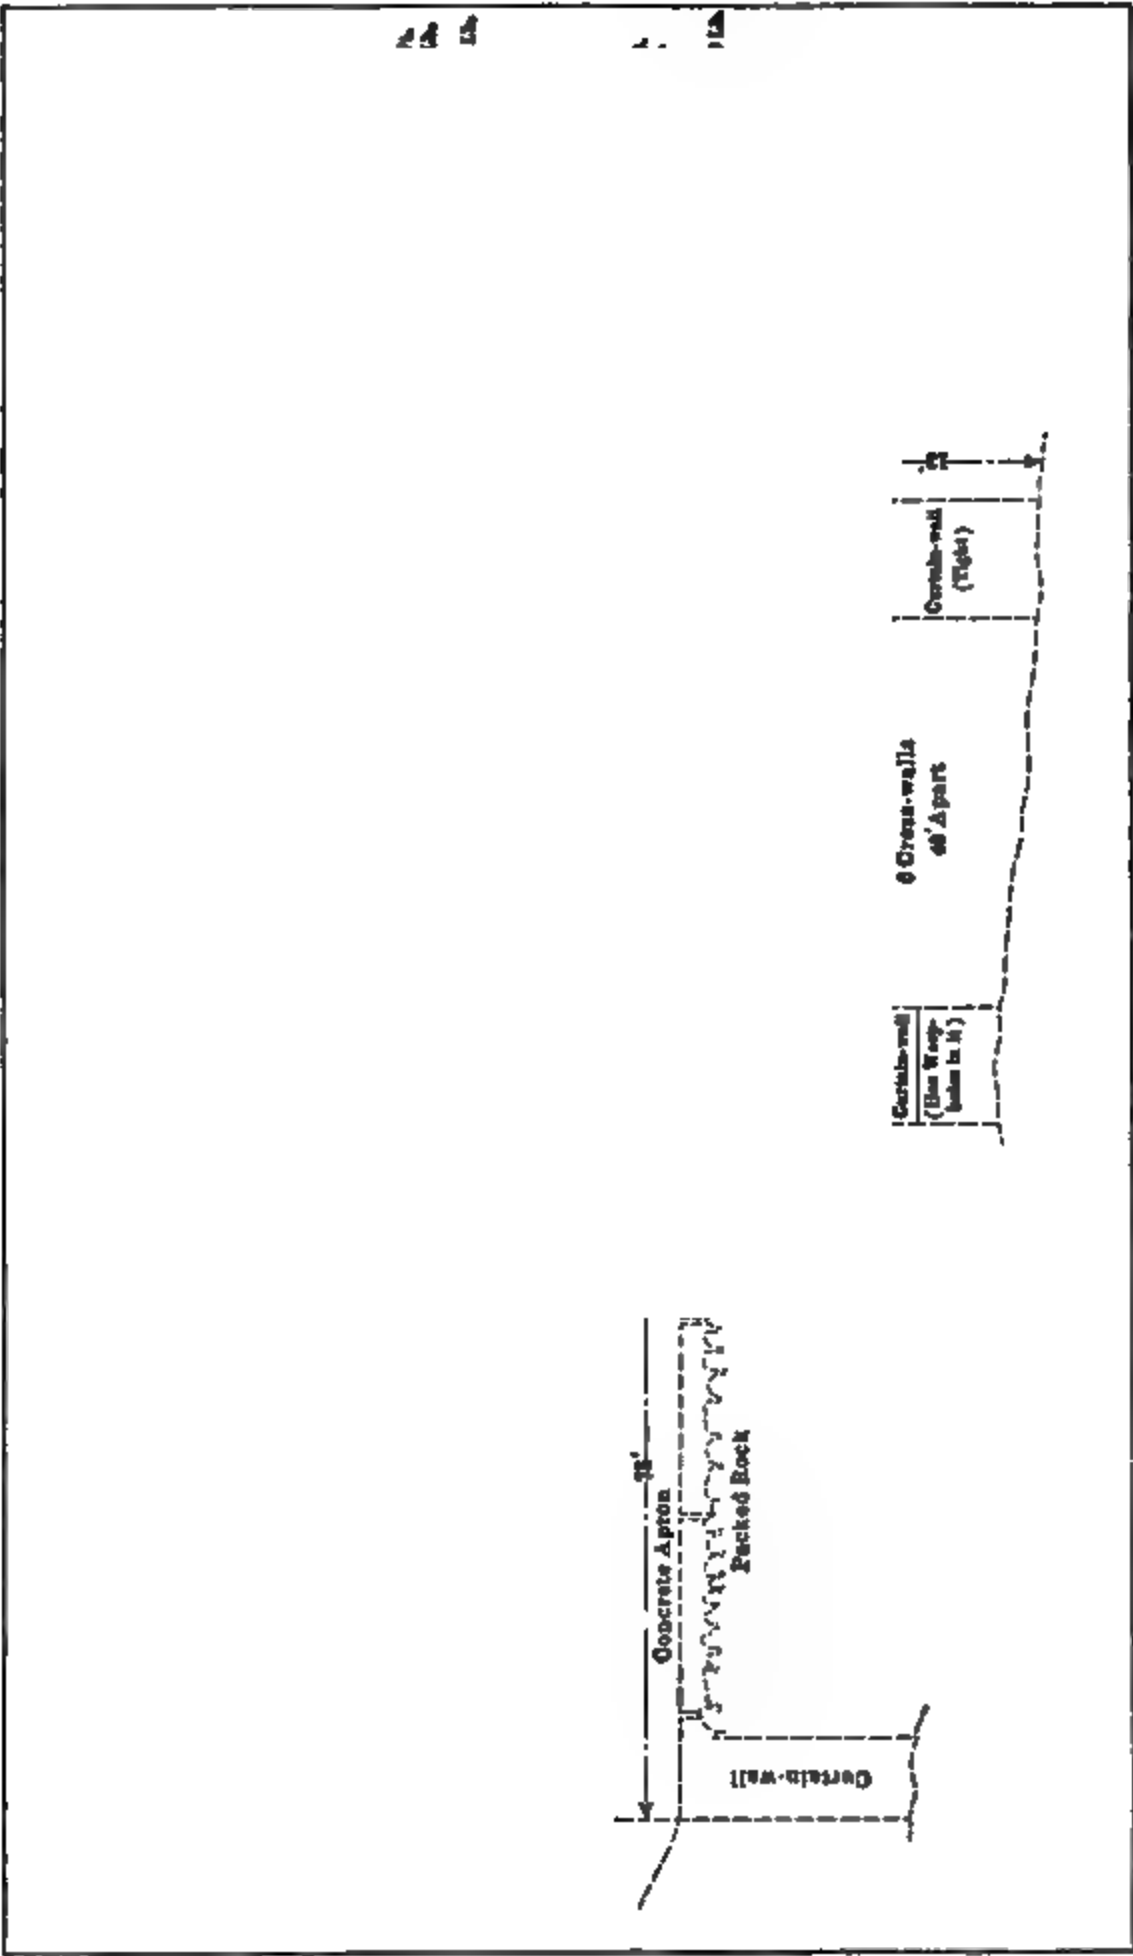 Concrete Apron
Packed Rock
Curtain-wall
Curtain-wall
(Has Weep-
holes in it)
6 Cross-walls
40' Apart
Curtain-wall
(Tight)